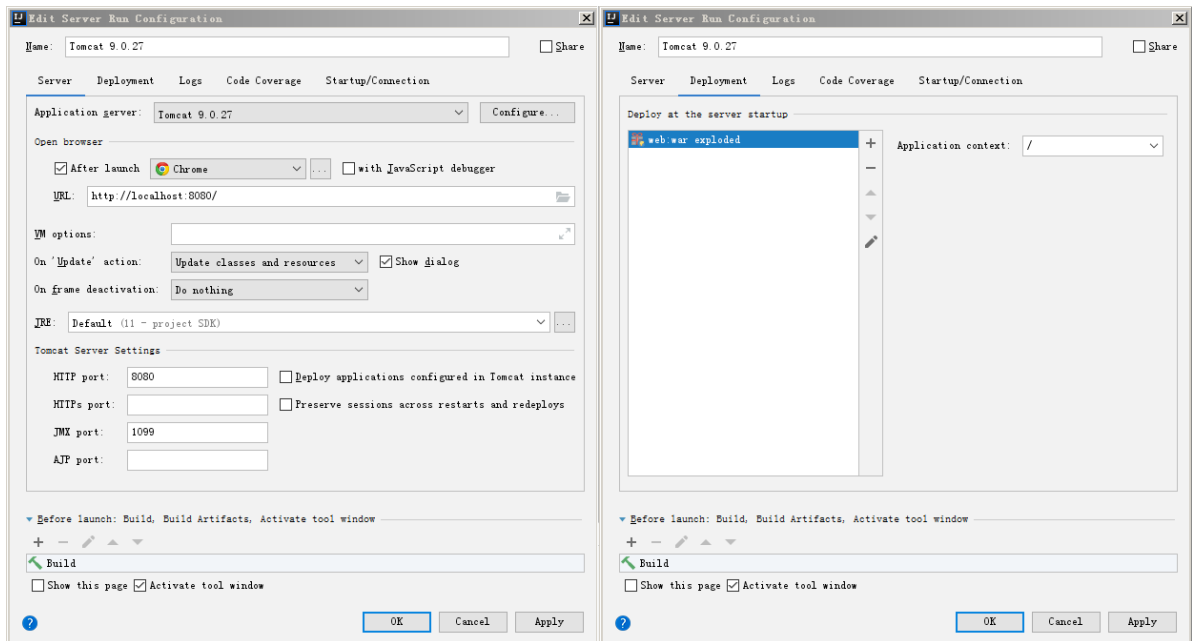 Edit Server Run Configuration
Name: Tomcat 9.0.27 Share
Server Deployment Logs Code Coverage Startup/Connection
Application server: Tomcat 9.0.27 Configure...
Open browser
After launch Chrome ... with JavaScript debugger
URL: http://localhost:8080/
VM options:
On 'Update' action: Update classes and resources Show dialog
On frame deactivation: Do nothing
JRE: Default (11 - project SDK) ...
Tomcat Server Settings
HTTP port: 8080 Deploy applications configured in Tomcat instance
HTTPs port: Preserve sessions across restarts and redeploys
JMX port: 1099
AJP port:
Before launch: Build, Build Artifacts, Activate tool window
Build
Show this page Activate tool window
? OK Cancel Apply
Edit Server Run Configuration
Name: Tomcat 9.0.27 Share
Server Deployment Logs Code Coverage Startup/Connection
Deploy at the server startup
web:war exploded
Application context: /
Before launch: Build, Build Artifacts, Activate tool window
Build
Show this page Activate tool window
? OK Cancel Apply